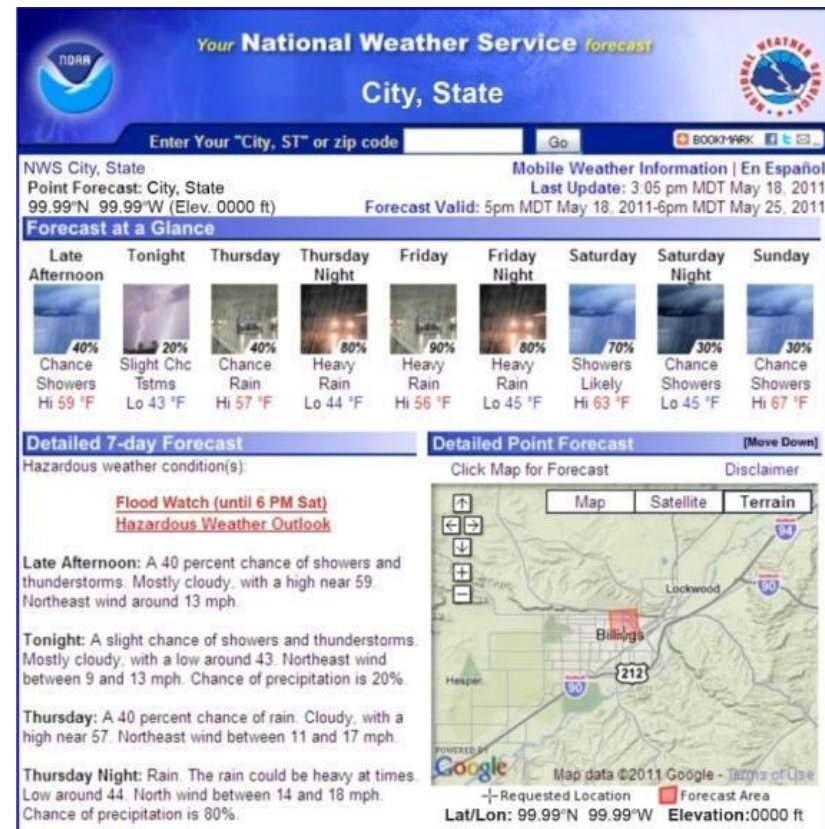 NOAA
Your National Weather Service forecast
City, State
NATIONAL WEATHER SERVICE
Enter Your "City, ST" or zip code
Go
BOOKMARK
NWS City, State
Mobile Weather Information | En Español
Point Forecast: City, State
Last Update: 3:05 pm MDT May 18, 2011
99.99°N 99.99°W (Elev. 0000 ft)
Forecast Valid: 5pm MDT May 18, 2011-6pm MDT May 25, 2011
Forecast at a Glance
Late Afternoon
40%
Chance Showers
Hi 59 °F
Tonight
20%
Slight Chc Tstms
Lo 43 °F
Thursday
40%
Chance Rain
Hi 57 °F
Thursday Night
80%
Heavy Rain
Lo 44 °F
Friday
90%
Heavy Rain
Hi 56 °F
Friday Night
80%
Heavy Rain
Lo 45 °F
Saturday
70%
Showers Likely
Hi 63 °F
Saturday Night
30%
Chance Showers
Lo 45 °F
Sunday
30%
Chance Showers
Hi 67 °F
Detailed 7-day Forecast
Hazardous weather condition(s):
Flood Watch (until 6 PM Sat)
Hazardous Weather Outlook
Late Afternoon: A 40 percent chance of showers and
thunderstorms. Mostly cloudy, with a high near 59.
Northeast wind around 13 mph.
Tonight: A slight chance of showers and thunderstorms.
Mostly cloudy, with a low around 43. Northeast wind
between 9 and 13 mph. Chance of precipitation is 20%.
Thursday: A 40 percent chance of rain. Cloudy, with a
high near 57. Northeast wind between 11 and 17 mph.
Thursday Night: Rain. The rain could be heavy at times.
Low around 44. North wind between 14 and 18 mph.
Chance of precipitation is 80%.
Detailed Point Forecast
[Move Down]
Click Map for Forecast
Disclaimer
Map
Satellite
Terrain
94
Lockwood
90
Billings
212
Hesper
90
POWERED BY
Google
Map data ©2011 Google - Terms of Use
Requested Location
Forecast Area
Lat/Lon: 99.99°N 99.99°W Elevation:0000 ft